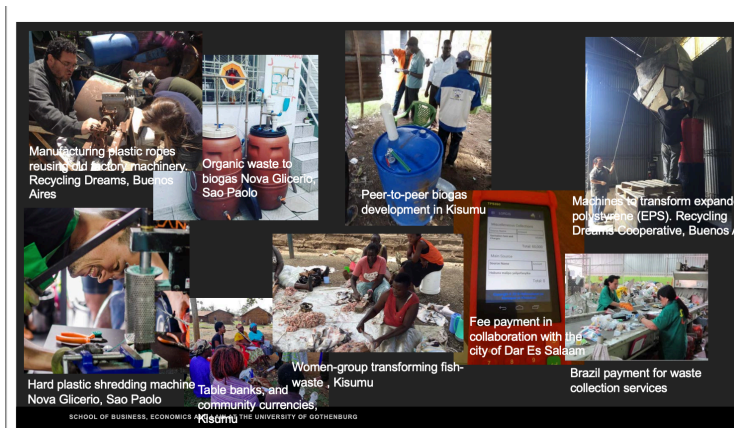 Manufacturing plastic ropes
reusing old factory machinery.
Recycling Dreams, Buenos
Aires
Organic waste to
biogas Nova Glicerio,
Sao Paolo
Peer-to-peer biogas
development in Kisumu
Machines to transform expand
polystyrene (EPS). Recycling
Dreams Cooperative, Buenos A
Hard plastic shredding machine
Nova Glicerio, Sao Paolo
Table banks, and
community currencies,
Kisumu
Women-group transforming fish-
waste , Kisumu
Fee payment in
collaboration with the
city of Dar Es Salaam
Brazil payment for waste
collection services
SCHOOL OF BUSINESS, ECONOMICS AT THE UNIVERSITY OF GOTHENBURG